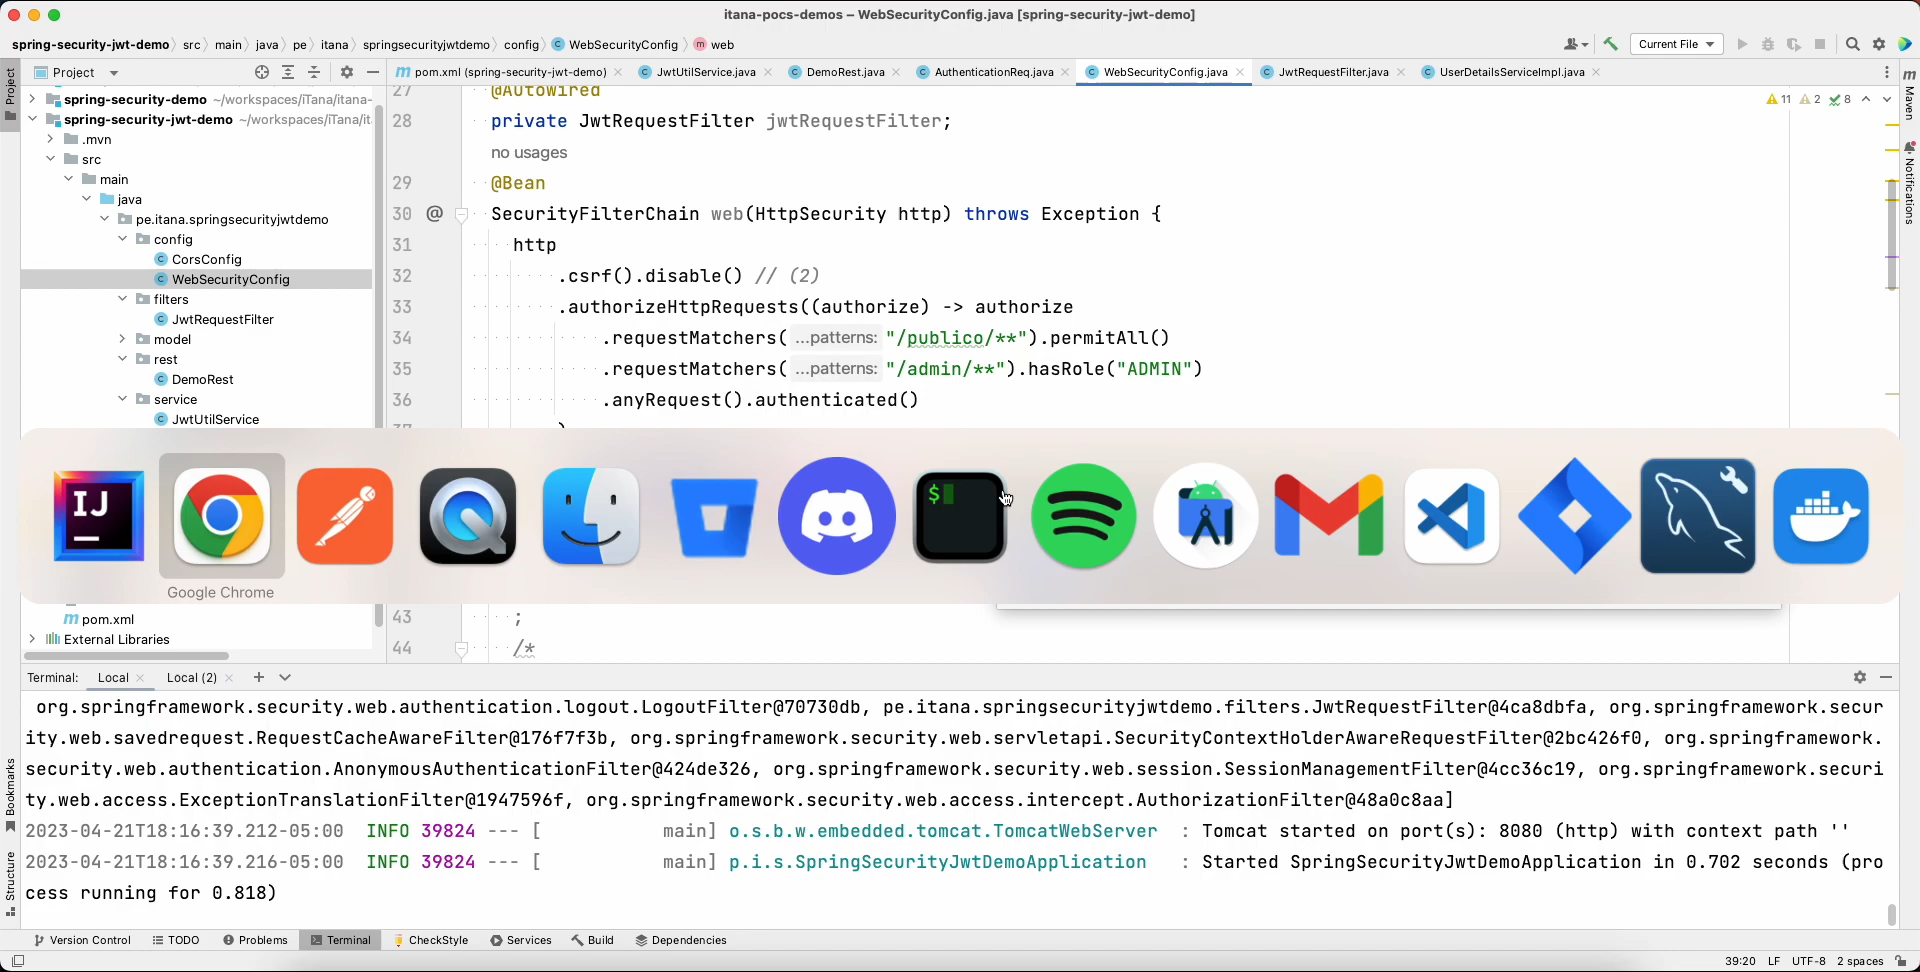 itana-pocs-demos – WebSecurityConfig.java [spring-security-jwt-demo]
spring-security-jwt-demo src main java pe itana springsecurityjwtdemo config WebSecurityConfig web
Current File
Project
pom.xml (spring-security-jwt-demo) JwtUtilService.java DemoRest.java AuthenticationReq.java WebSecurityConfig.java JwtRequestFilter.java UserDetailsServiceImpl.java
Project
Maven
Notifications
Bookmarks
Structure
spring-security-demo ~/workspaces/iTana/itana-
spring-security-jwt-demo ~/workspaces/iTana/it
.mvn
src
main
java
pe.itana.springsecurityjwtdemo
config
CorsConfig
WebSecurityConfig
filters
JwtRequestFilter
model
rest
DemoRest
service
JwtUtilService
pom.xml
External Libraries
11 2 8
27 @Autowired
28 private JwtRequestFilter jwtRequestFilter;
no usages
29 @Bean
30 @ SecurityFilterChain web(HttpSecurity http) throws Exception {
31 http
32 .csrf().disable() // (2)
33 .authorizeHttpRequests((authorize) -> authorize
34 .requestMatchers( ...patterns: "/publico/**").permitAll()
35 .requestMatchers( ...patterns: "/admin/**").hasRole("ADMIN")
36 .anyRequest().authenticated()
37 )
IJ
$
Google Chrome
43 ;
44 /*
Terminal: Local Local (2)
org.springframework.security.web.authentication.logout.LogoutFilter@70730db, pe.itana.springsecurityjwtdemo.filters.JwtRequestFilter@4ca8dbfa, org.springframework.secur
ity.web.savedrequest.RequestCacheAwareFilter@176f7f3b, org.springframework.security.web.servletapi.SecurityContextHolderAwareRequestFilter@2bc426f0, org.springframework.
security.web.authentication.AnonymousAuthenticationFilter@424de326, org.springframework.security.web.session.SessionManagementFilter@4cc36c19, org.springframework.securi
ty.web.access.ExceptionTranslationFilter@1947596f, org.springframework.security.web.access.intercept.AuthorizationFilter@48a0c8aa]
2023-04-21T18:16:39.212-05:00 INFO 39824 --- [ main] o.s.b.w.embedded.tomcat.TomcatWebServer : Tomcat started on port(s): 8080 (http) with context path ''
2023-04-21T18:16:39.216-05:00 INFO 39824 --- [ main] p.i.s.SpringSecurityJwtDemoApplication : Started SpringSecurityJwtDemoApplication in 0.702 seconds (pro
cess running for 0.818)
Version Control TODO Problems Terminal CheckStyle Services Build Dependencies
39:20 LF UTF-8 2 spaces